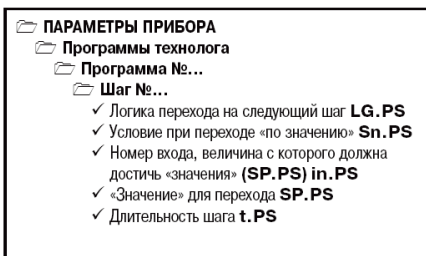 ПАРАМЕТРЫ ПРИБОРА
Программы технолога
Программа №...
Шаг №...
✓ Логика перехода на следующий шаг LG.PS
✓ Условие при переходе «по значению» Sn.PS
✓ Номер входа, величина с которого должна
достичь «значения» (SP.PS) in.PS
✓ «Значение» для перехода SP.PS
✓ Длительность шага t.PS